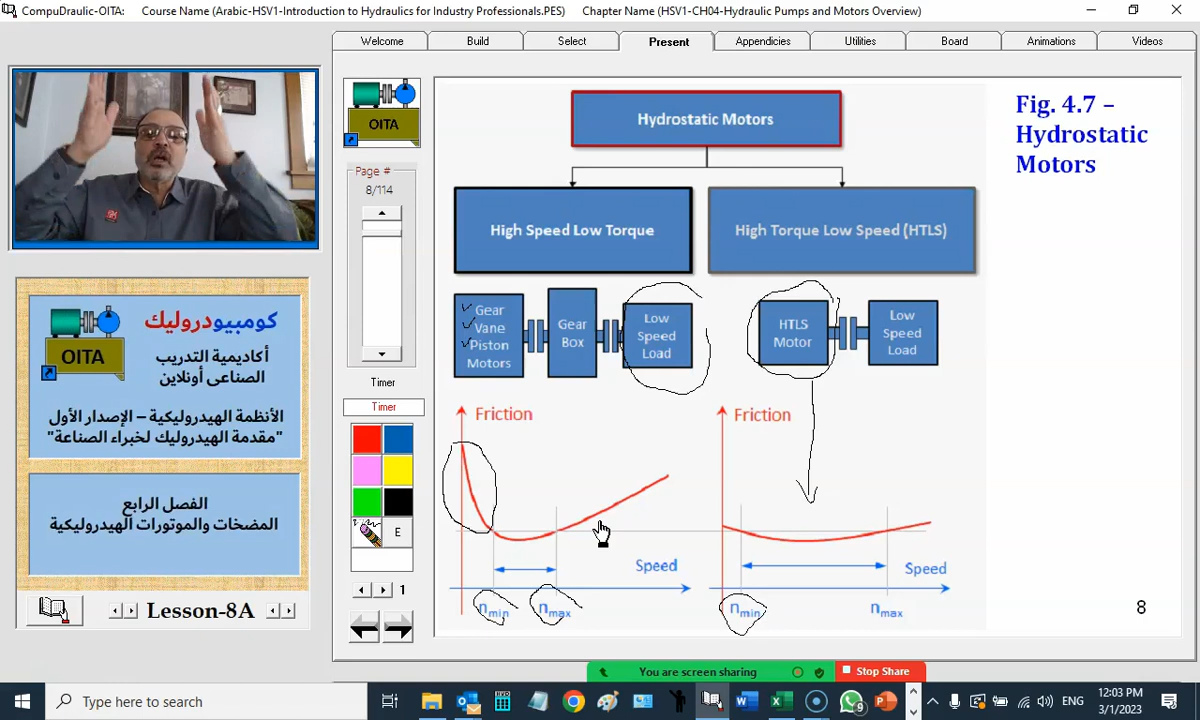 CompuDraulic-OITA: Course Name (Arabic-HSV1-Introduction to Hydraulics for Industry Professionals.PES) Chapter Name (HSV1-CH04-Hydraulic Pumps and Motors Overview)
Welcome Build Select Present Appendicies Utilities Board Animations Videos
OITA
Page #
8/114
Timer
Timer
E
1
Hydrostatic Motors
High Speed Low Torque
High Torque Low Speed (HTLS)
Gear
Vane
Piston
Motors
Gear
Box
Low
Speed
Load
HTLS
Motor
Low
Speed
Load
Friction
Speed
nmin
nmax
Friction
Speed
nmin
nmax
Fig. 4.7 –
Hydrostatic
Motors
8
OITA
كومبيودروليك
أكاديمية التدريب
الصناعى أونلاين
الأنظمة الهيدروليكية – الإصدار الأول
"مقدمة الهيدروليك لخبراء الصناعة"
الفصل الرابع
المضخات والموتورات الهيدروليكية
Lesson-8A
You are screen sharing
Stop Share
Type here to search
9
ENG
12:03 PM
3/1/2023